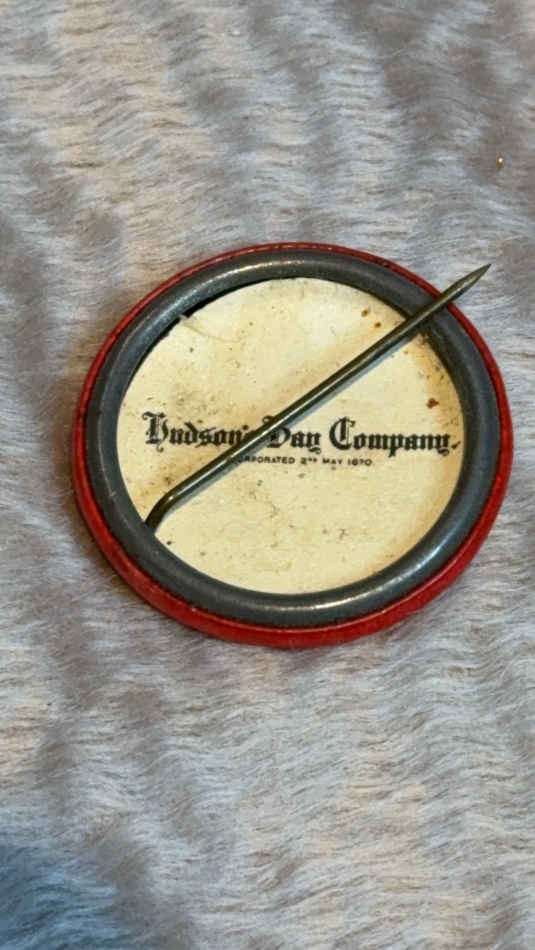 Hudson's Bay Company.
INCORPORATED 2ND MAY 1670.